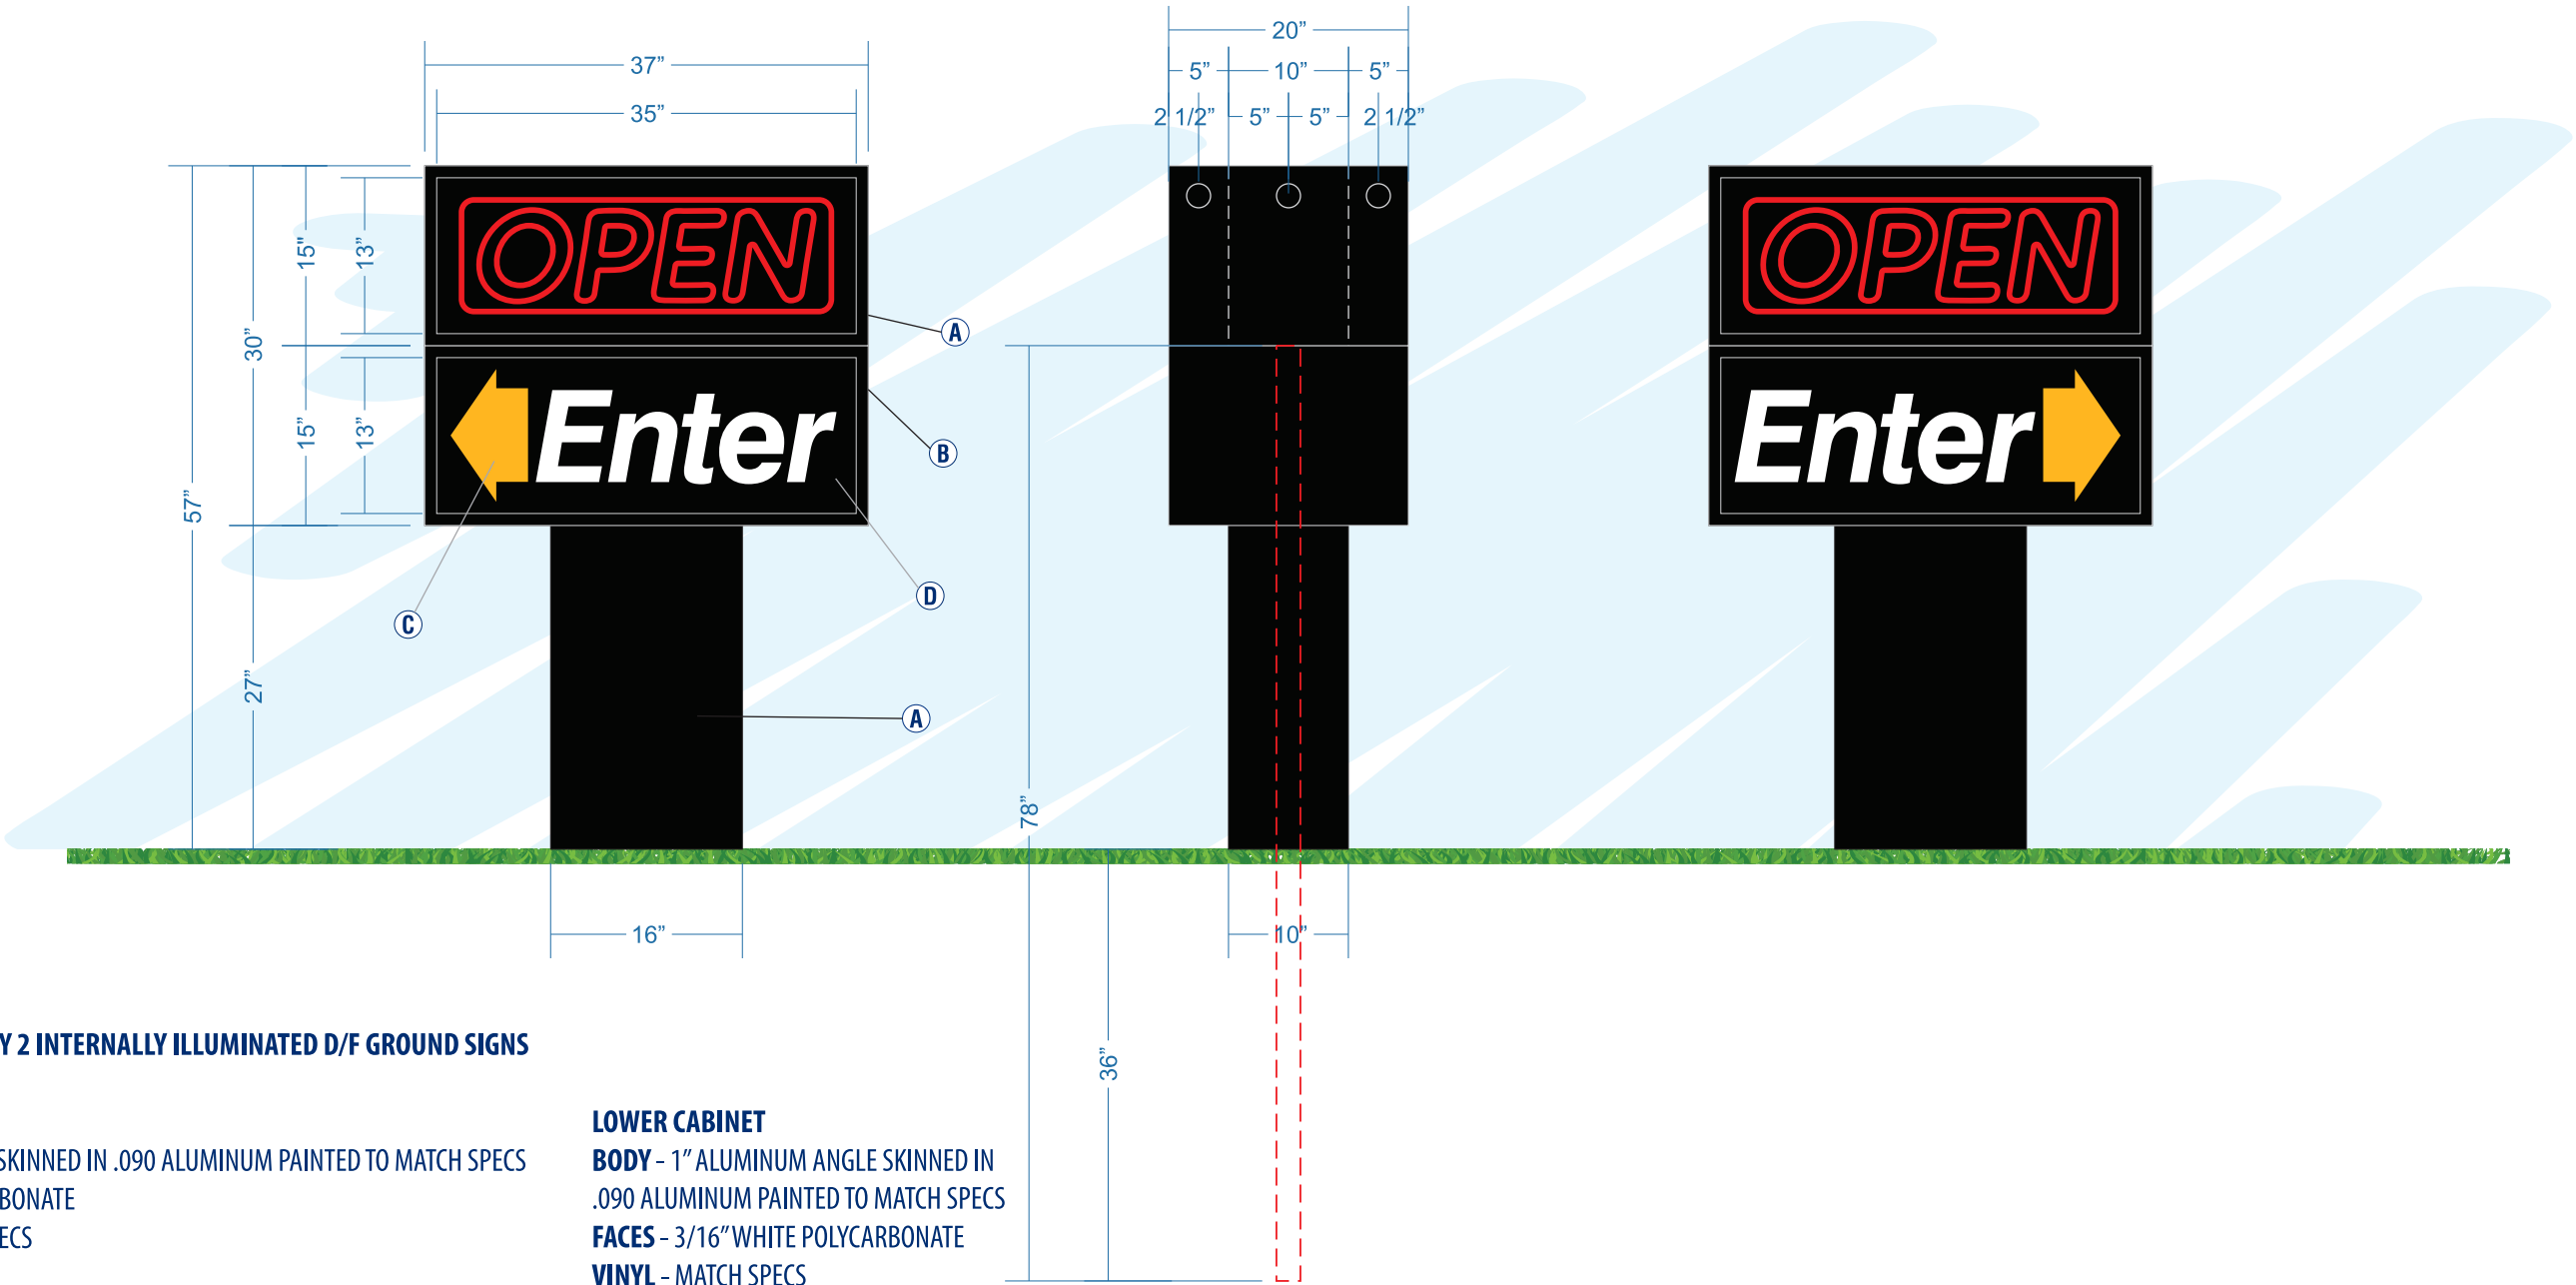 37”
35”
20”
5” 10” 5”
2 1/2” 5” 5” 2 1/2”
57”
30”
27”
15"
13”
15”
13”
OPEN
Enter
A
B
C
D
A
78”
36”
16”
10”
OPEN
Enter
Y 2 INTERNALLY ILLUMINATED D/F GROUND SIGNS
SKINNED IN .090 ALUMINUM PAINTED TO MATCH SPECS
BONATE
ECS
LOWER CABINET
BODY – 1” ALUMINUM ANGLE SKINNED IN
.090 ALUMINUM PAINTED TO MATCH SPECS
FACES – 3/16” WHITE POLYCARBONATE
VINYL – MATCH SPECS